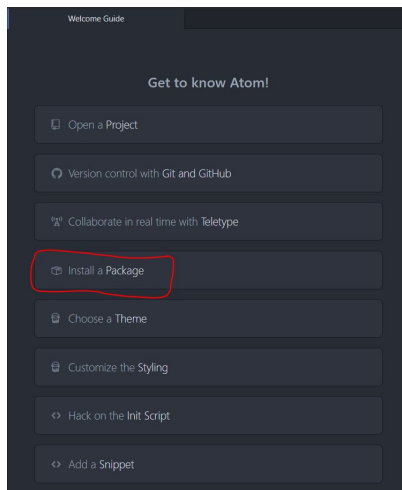 Welcome Guide
Get to know Atom!
Open a Project
Version control with Git and GitHub
Collaborate in real time with Teletype
Install a Package
Choose a Theme
Customize the Styling
Hack on the Init Script
Add a Snippet